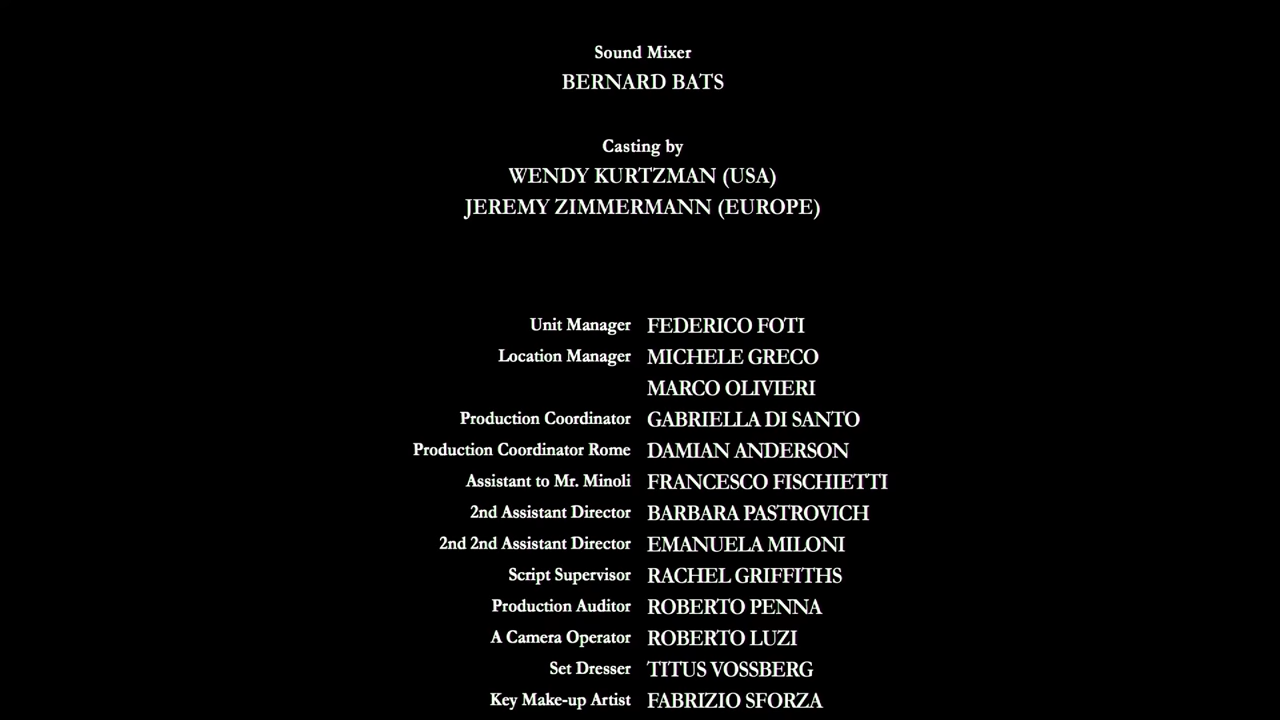 Sound Mixer
BERNARD BATS
Casting by
WENDY KURTZMAN (USA)
JEREMY ZIMMERMANN (EUROPE)
Unit Manager FEDERICO FOTI
Location Manager MICHELE GRECO
MARCO OLIVIERI
Production Coordinator GABRIELLA DI SANTO
Production Coordinator Rome DAMIAN ANDERSON
Assistant to Mr. Minoli FRANCESCO FISCHIETTI
2nd Assistant Director BARBARA PASTROVICH
2nd 2nd Assistant Director EMANUELA MILONI
Script Supervisor RACHEL GRIFFITHS
Production Auditor ROBERTO PENNA
A Camera Operator ROBERTO LUZI
Set Dresser TITUS VOSSBERG
Key Make-up Artist FABRIZIO SFORZA